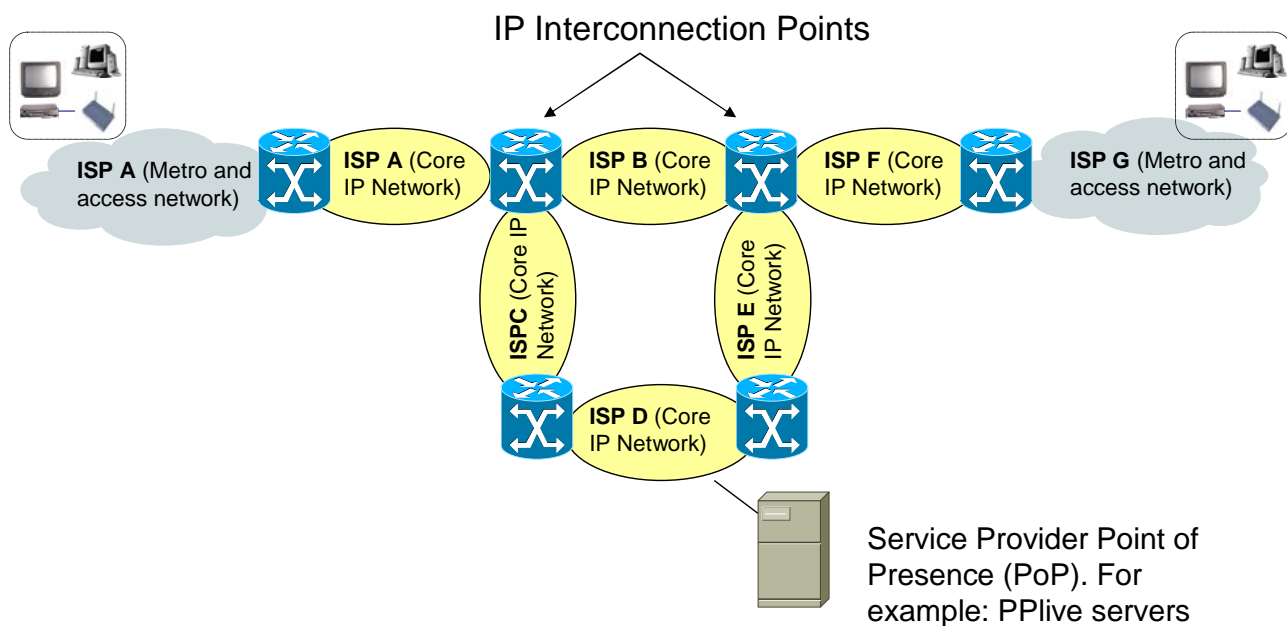 IP Interconnection Points
ISP A (Metro and
access network)
ISP A (Core
IP Network)
ISP B (Core
IP Network)
ISP F (Core
IP Network)
ISP G (Metro and
access network)
ISPC (Core IP
Network)
ISP E (Core
IP Network)
ISP D (Core
IP Network)
Service Provider Point of
Presence (PoP). For
example: PPlive servers